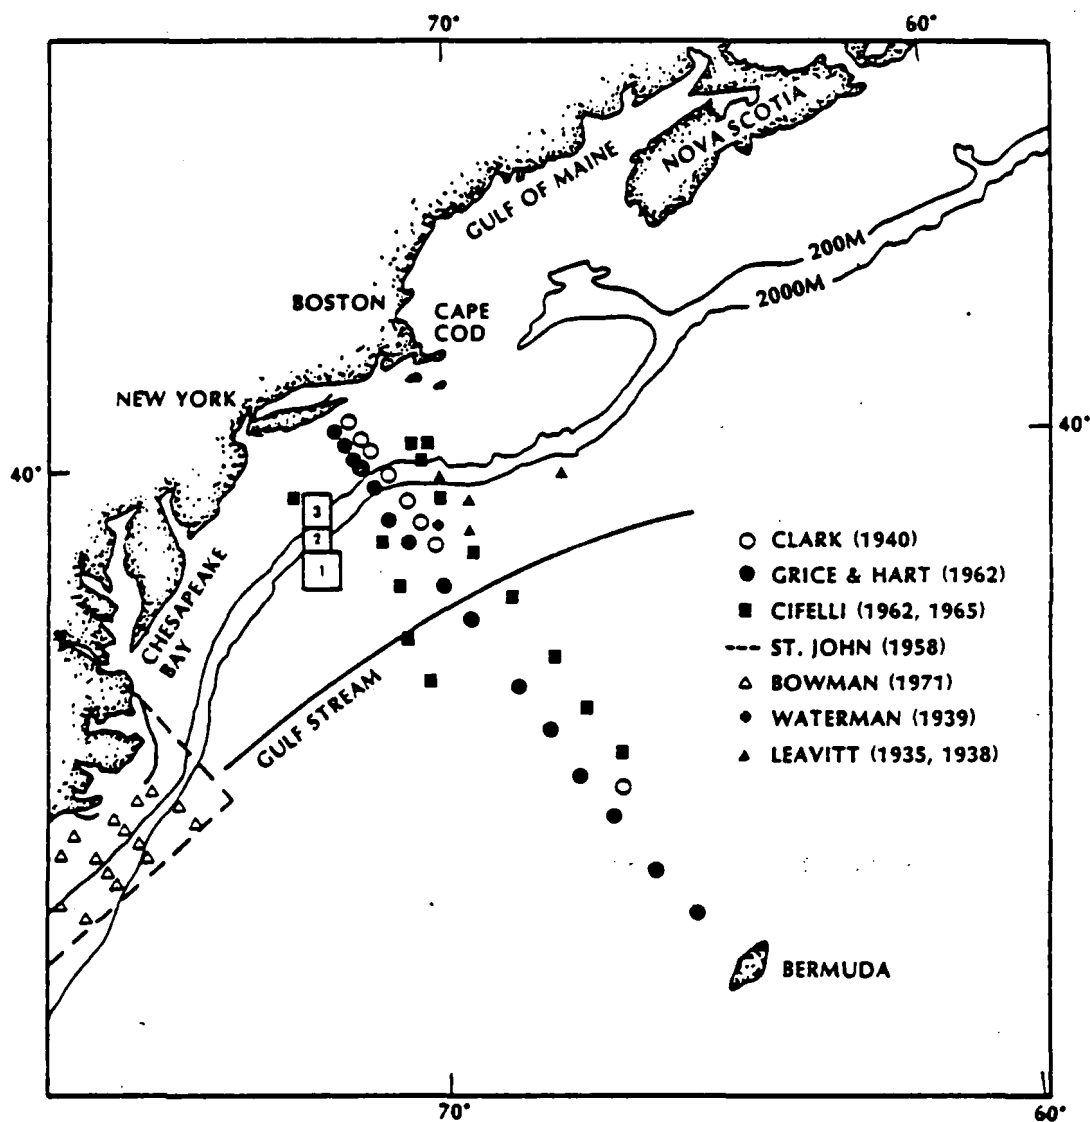 70°
60°
NOVA SCOTIA
GULF OF MAINE
200M
2000M
BOSTON
CAPE
COD
NEW YORK
40°
40°
3
2
1
CHESAPEAKE
BAY
GULF STREAM
CLARK (1940)
GRICE & HART (1962)
CIFELLI (1962, 1965)
ST. JOHN (1958)
BOWMAN (1971)
WATERMAN (1939)
LEAVITT (1935, 1938)
BERMUDA
70°
60°